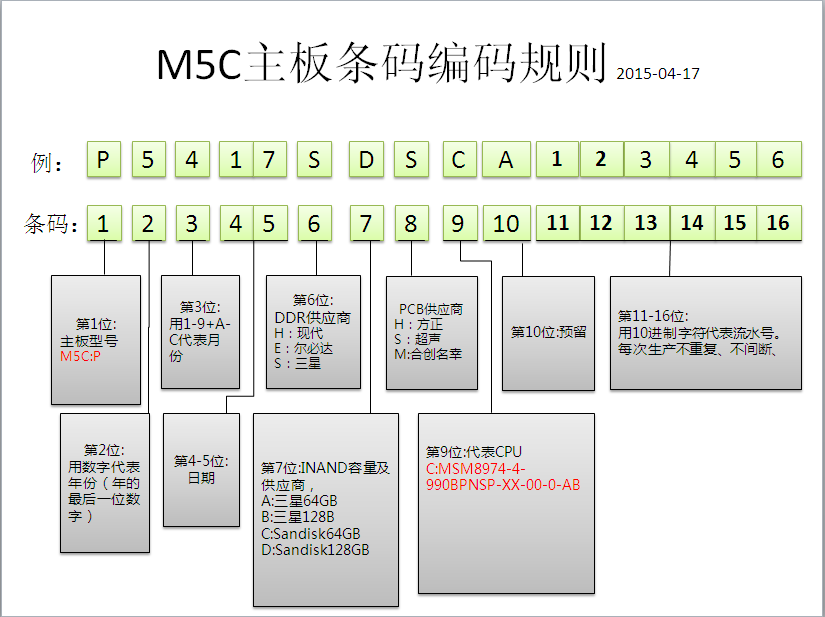 M5C主板条码编码规则 2015-04-17
例： P 5 4 1 7 S D S C A 1 2 3 4 5 6
条码： 1 2 3 4 5 6 7 8 9 10 11 12 13 14 15 16
第1位:
主板型号
M5C:P
第3位:
用1-9+A-
C代表月
份
第6位:
DDR供应商
H：现代
E：尔必达
S：三星
PCB供应商
H：方正
S：超声
M:合创名幸
第10位:预留
第11-16位:
用10进制字符代表流水号。
每次生产不重复、不间断、
第2位:
用数字代表
年份（年的
最后一位数
字）
第4-5位:
日期
第7位:INAND容量及
供应商，
A:三星64GB
B:三星128B
C:Sandisk64GB
D:Sandisk128GB
第9位:代表CPU
C:MSM8974-4-
990BPNSP-XX-00-0-AB